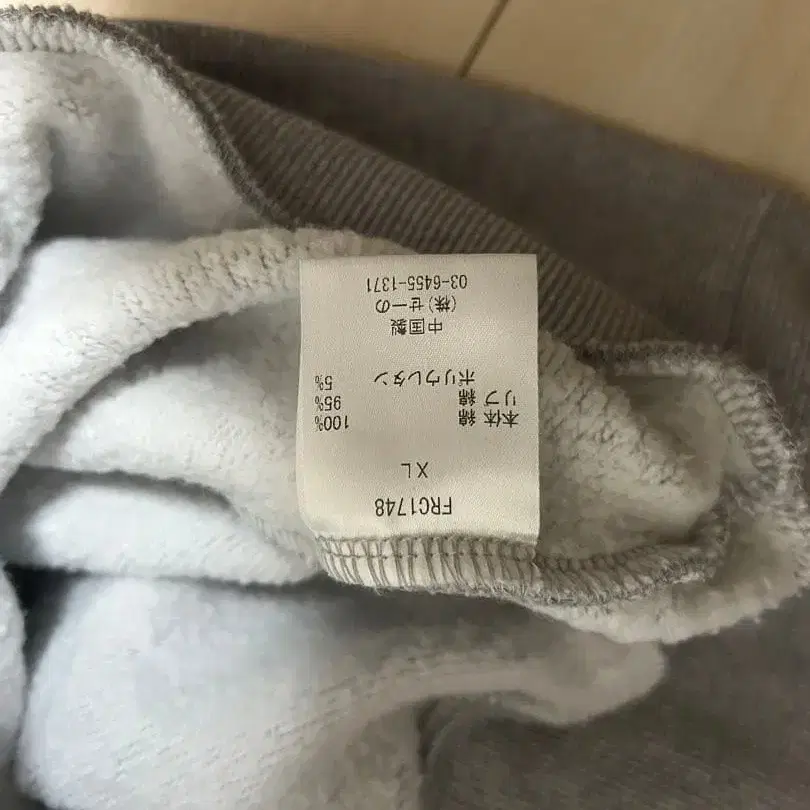 FRC1748
XL
本体 綿 100%
リブ 綿 95%
ポリウレタン 5%
中国製
(株)せーの
03-6455-1371